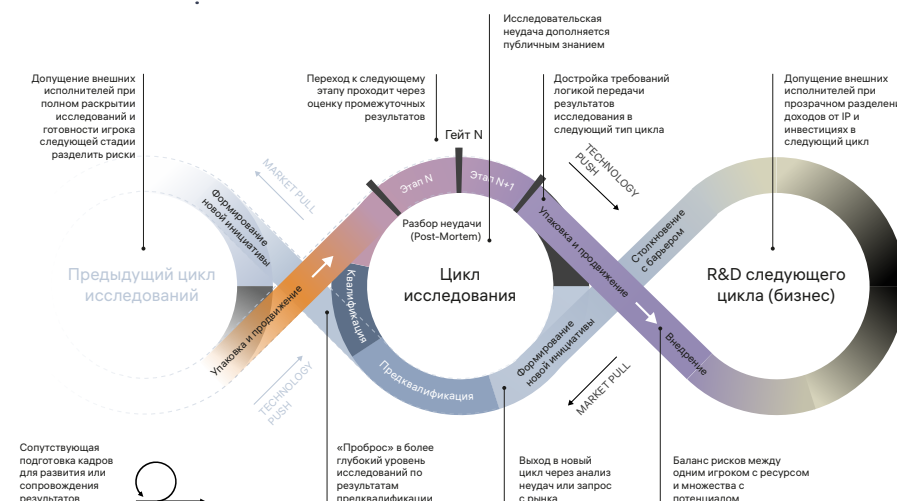 Исследовательская
неудача дополняется
публичным знанием
Допущение внешних
исполнителей при
полном раскрытии
исследований и
готовности игрока
следующей стадии
разделить риски
Переход к следующему
этапу проходит через
оценку промежуточных
результатов
Достройка требований
логикой передачи
результатов
исследования в
следующий тип цикла
Допущение внешних
исполнителей при
прозрачном разделени
доходов от IP и
инвестициях в
следующий цикл
Гейт N
MARKET PULL
TECHNOLOGY
PUSH
Этап N
Этап N+1
Формирование
новой инициативы
Разбор неудачи
(Post-Mortem)
Упаковка и продвижение
Столкновение
с барьером
Предыдущий цикл
исследований
Цикл
исследования
R&D следующего
цикла (бизнес)
Квалификация
Упаковка и продвижение
Внедрение
Формирование
новой инициативы
Предквалификация
TECHNOLOGY
PUSH
MARKET PULL
Сопутствующая
подготовка кадров
для развития или
сопровождения
результатов
«Проброс» в более
глубокий уровень
исследований по
результатам
предквалификации
Выход в новый
цикл через анализ
неудач или запрос
с рынка
Баланс рисков между
одним игроком с ресурсом
и множества с
потенциалом